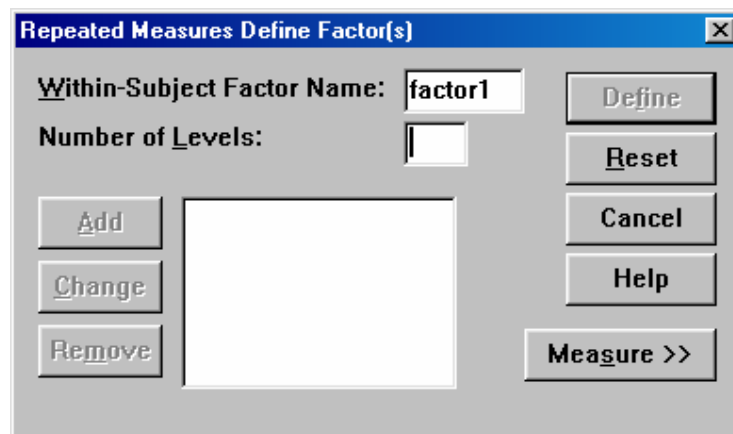 Repeated Measures Define Factor(s)
Within-Subject Factor Name: factor1
Define
Number of Levels:
Reset
Add
Cancel
Change
Help
Remove
Measure >>